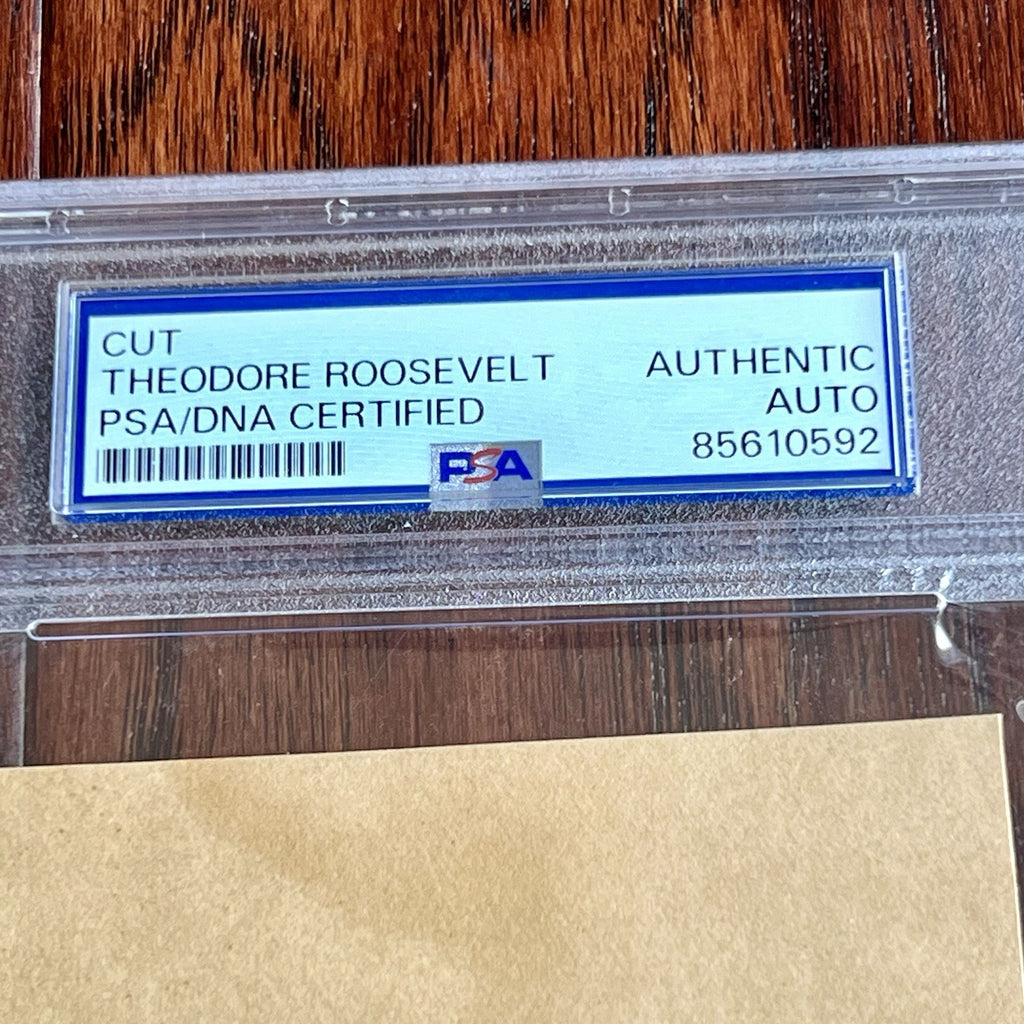 CUT
THEODORE ROOSEVELT
PSA/DNA CERTIFIED
AUTHENTIC
AUTO
85610592
PSA